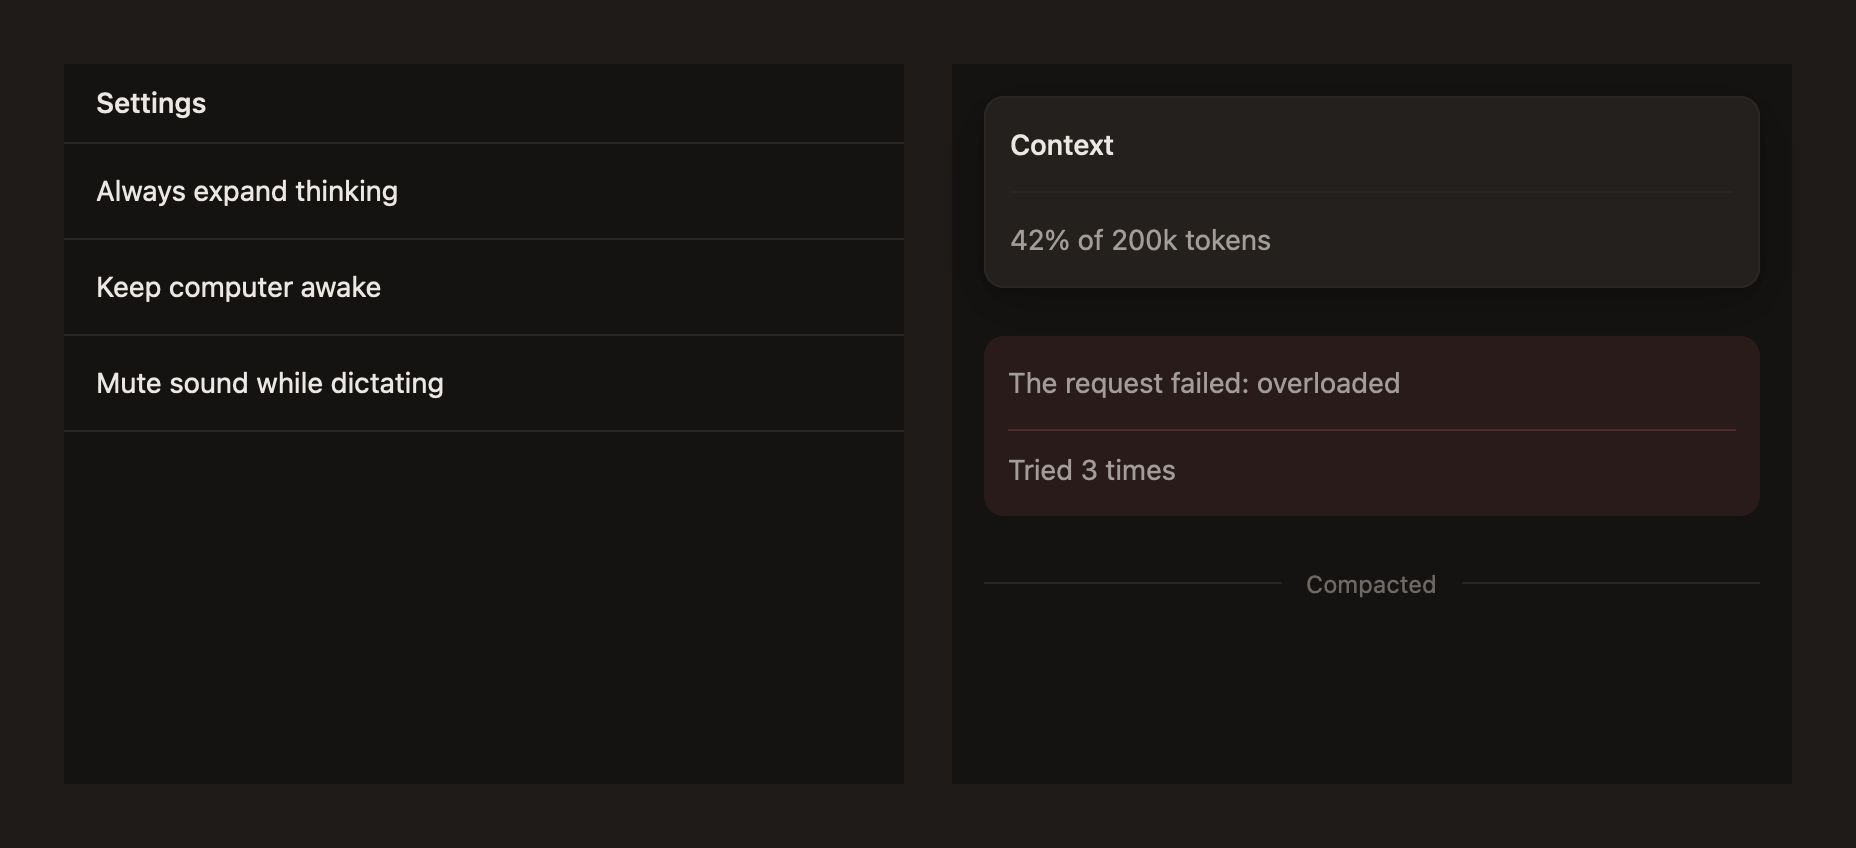 Settings
Always expand thinking
Keep computer awake
Mute sound while dictating
Context
42% of 200k tokens
The request failed: overloaded
Tried 3 times
Compacted